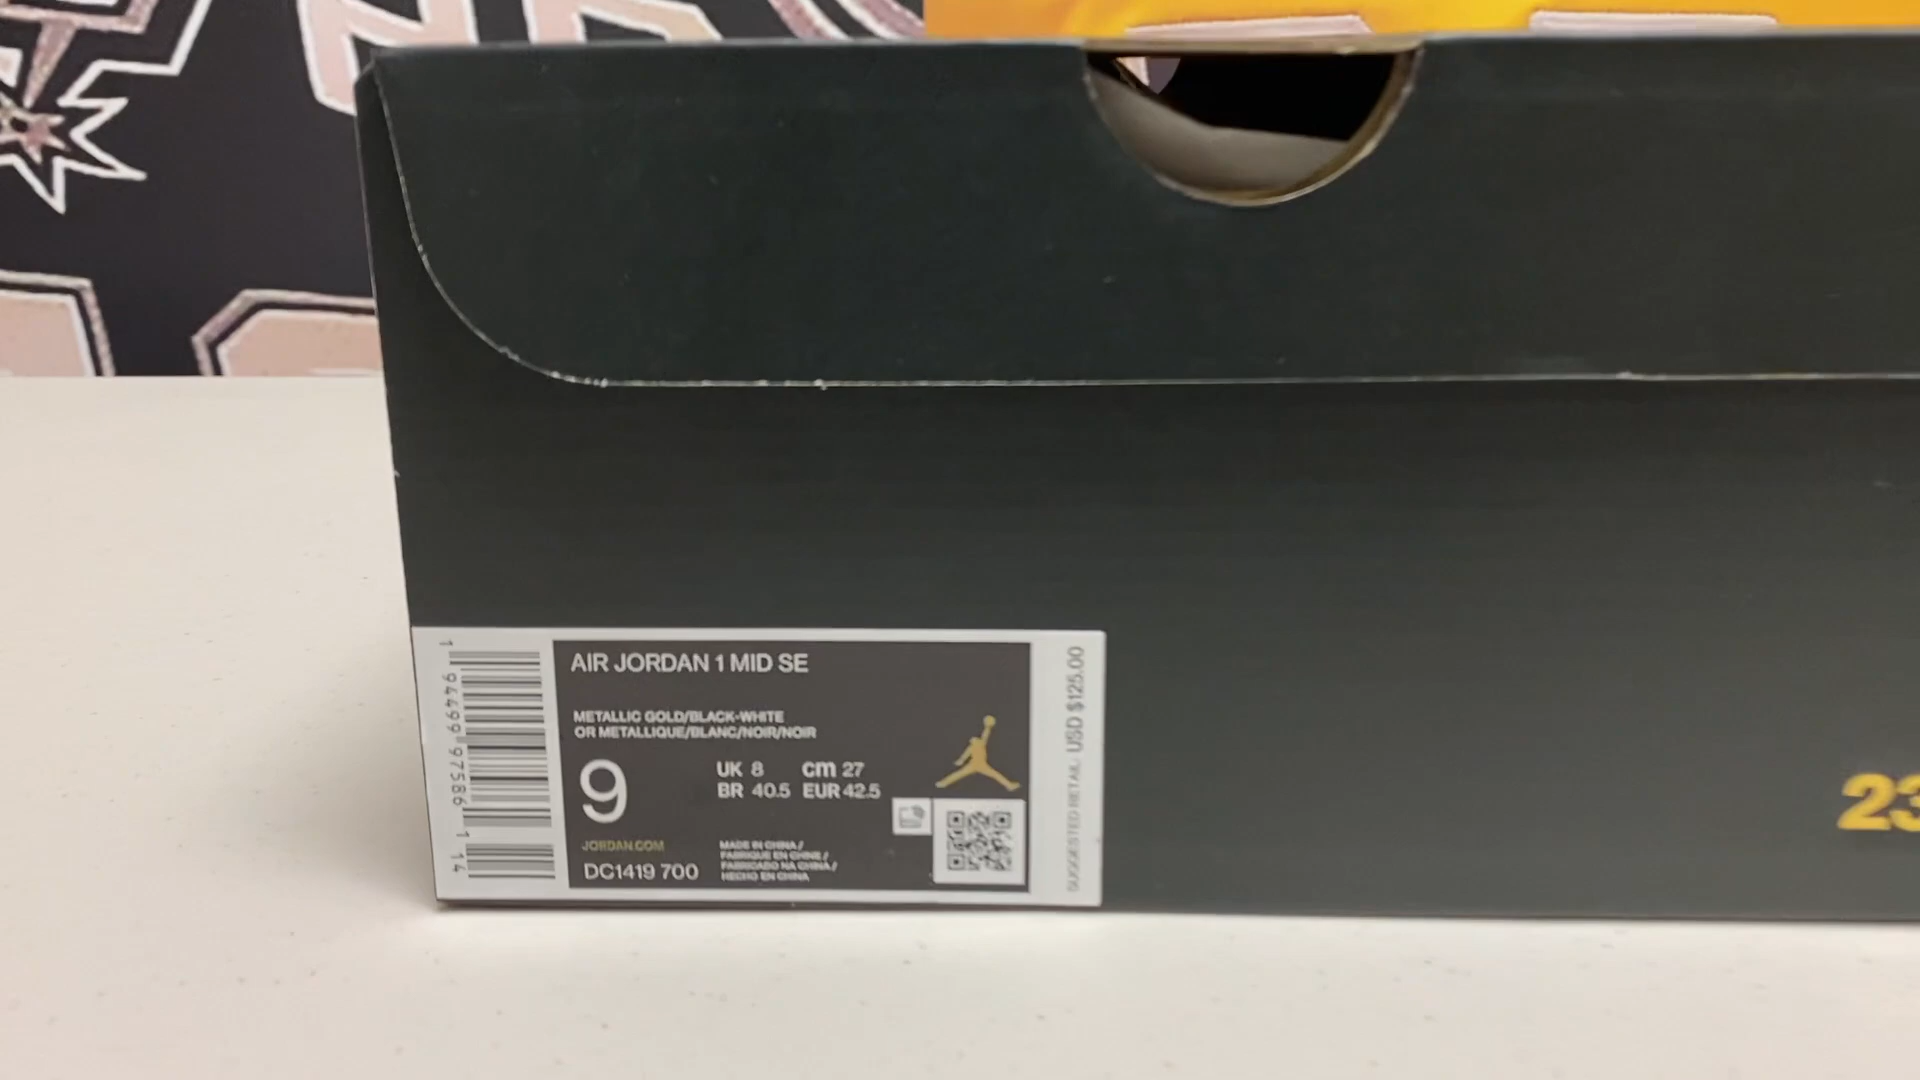 AIR JORDAN 1 MID SE
METALLIC GOLD/BLACK-WHITE
OR METALLIQUE/BLANC/NOIR/NOIR
9
UK 8 cm 27
BR 40.5 EUR 42.5
JORDAN.COM
DC1419 700
MADE IN CHINA /
FABRIQUE EN CHINE /
FABRICADO NA CHINA /
HECHO EN CHINA
1 94499 97586 1 14
SUGGESTED RETAIL: USD $125.00
23